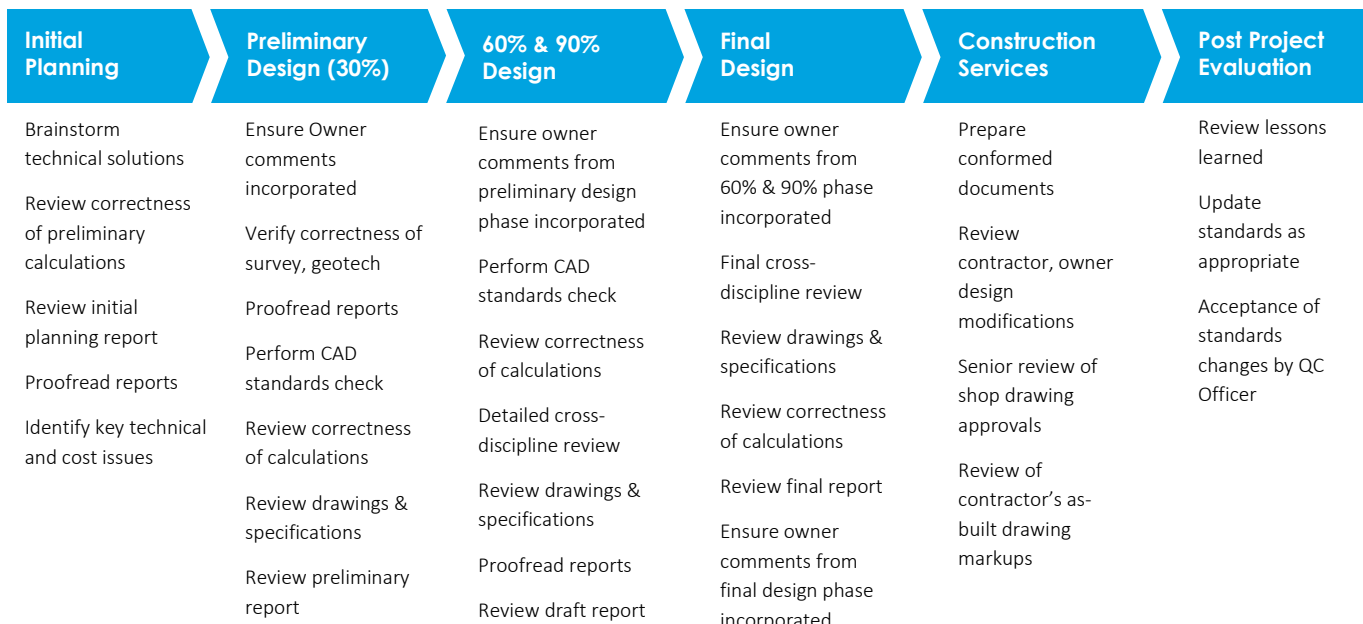 Initial
Planning
Brainstorm
technical solutions
Review correctness
of preliminary
calculations
Review initial
planning report
Proofread reports
Identify key technical
and cost issues
Preliminary
Design (30%)
Ensure Owner
comments
incorporated
Verify correctness of
survey, geotech
Proofread reports
Perform CAD
standards check
Review correctness
of calculations
Review drawings &
specifications
Review preliminary
report
60% & 90%
Design
Ensure owner
comments from
preliminary design
phase incorporated
Perform CAD
standards check
Review correctness
of calculations
Detailed cross-
discipline review
Review drawings &
specifications
Proofread reports
Review draft report
Final
Design
Ensure owner
comments from
60% & 90% phase
incorporated
Final cross-
discipline review
Review drawings &
specifications
Review correctness
of calculations
Review final report
Ensure owner
comments from
final design phase
incorporated
Construction
Services
Prepare
conformed
documents
Review
contractor, owner
design
modifications
Senior review of
shop drawing
approvals
Review of
contractor’s as-
built drawing
markups
Post Project
Evaluation
Review lessons
learned
Update
standards as
appropriate
Acceptance of
standards
changes by QC
Officer